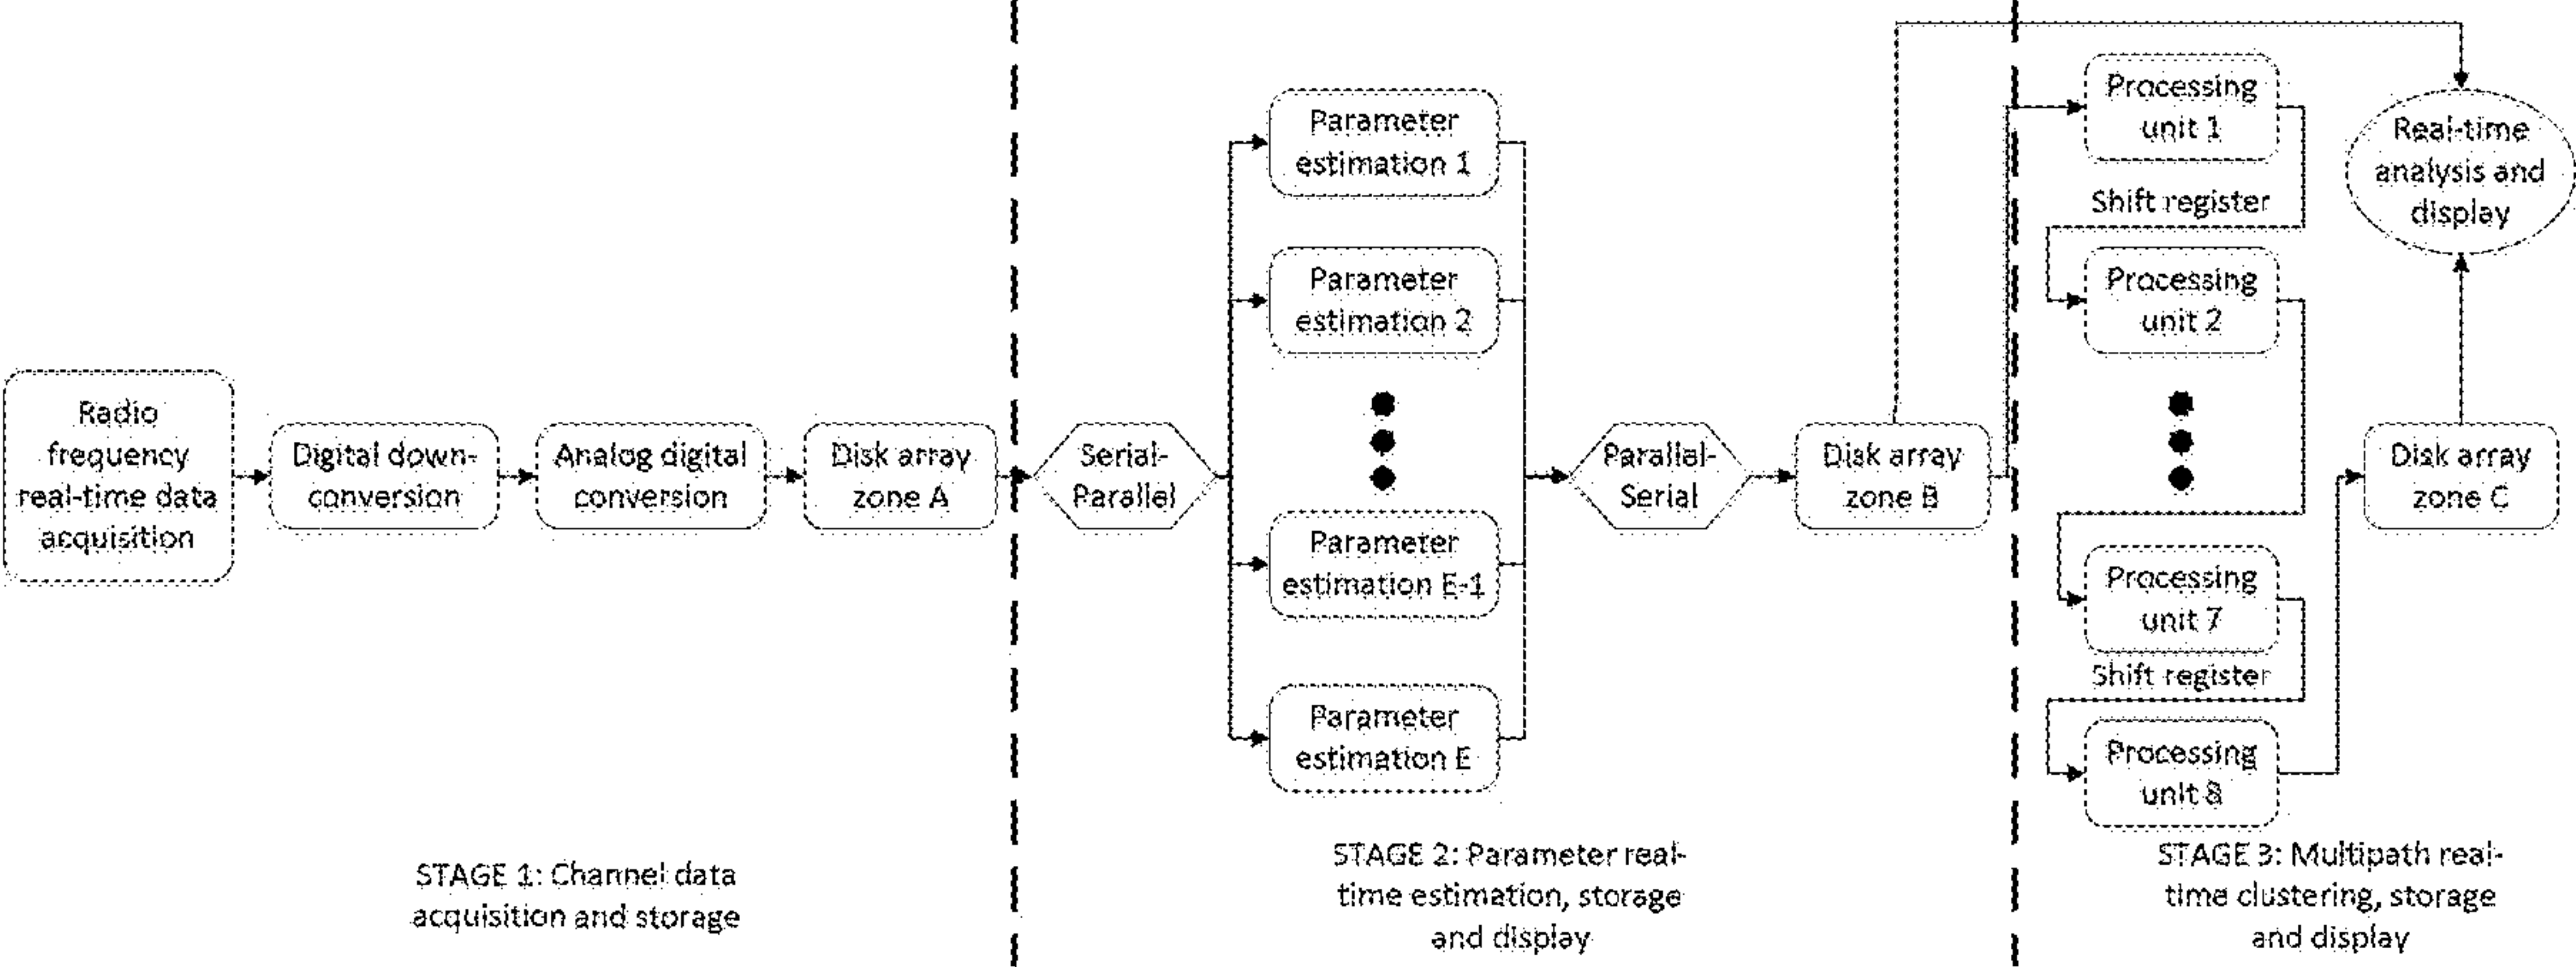 Radio
frequency
real-time data
acquisition
Digital down-
conversion
Analog digital
conversion
Disk array
zone A
Serial-
Parallel
Parameter
estimation 1
Parameter
estimation 2
Parameter
estimation E-1
Parameter
estimation E
Parallel-
Serial
Disk array
zone B
Processing
unit 1
Shift register
Processing
unit 2
Processing
unit 7
Shift register
Processing
unit 8
Disk array
zone C
Real-time
analysis and
display
STAGE 1: Channel data
acquisition and storage
STAGE 2: Parameter real-
time estimation, storage
and display
STAGE 3: Multipath real-
time clustering, storage
and display